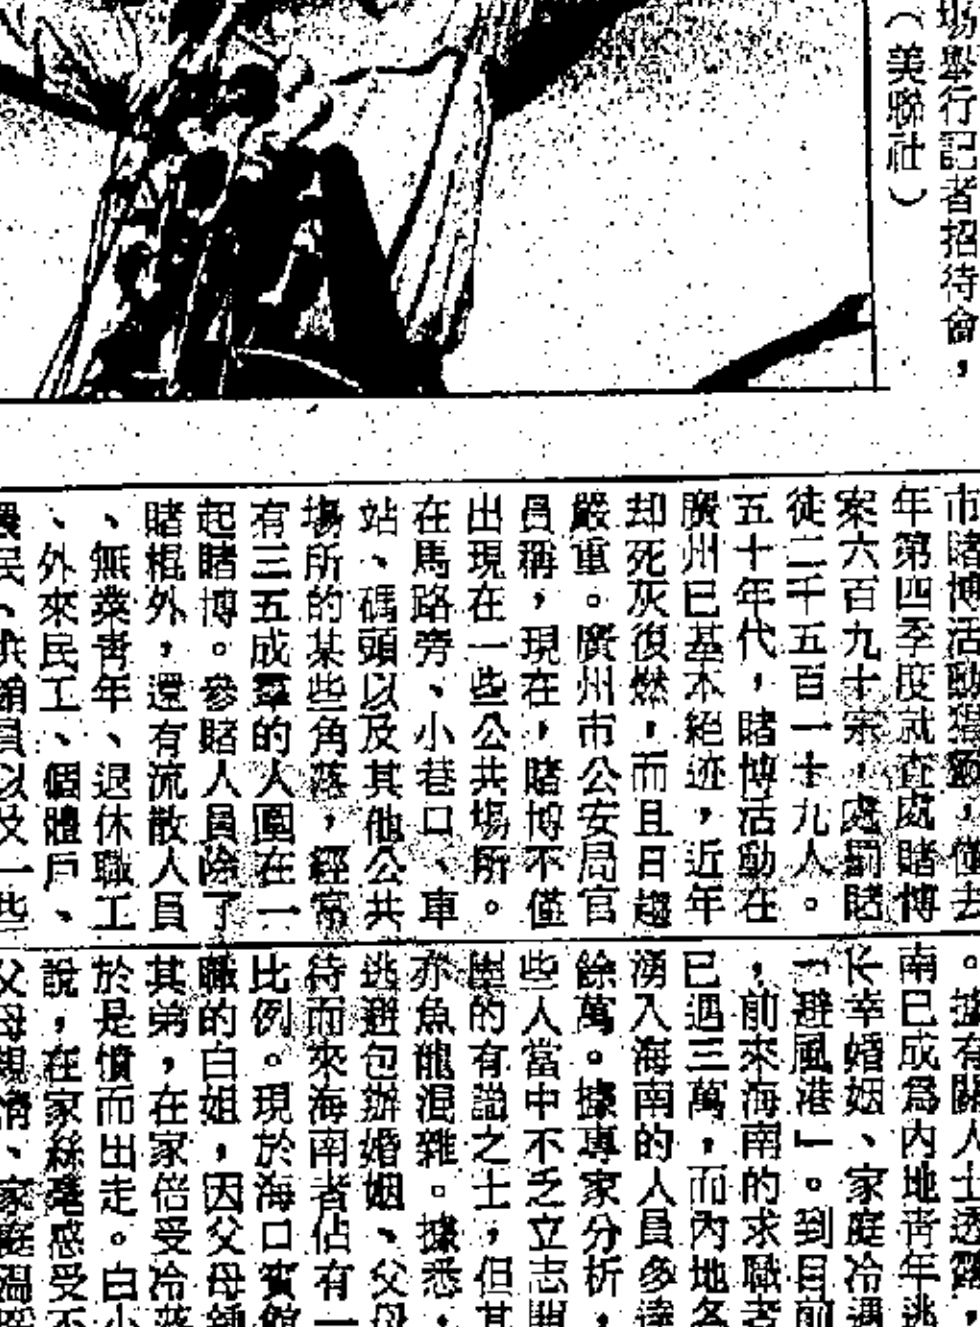 場舉行記者招待會，
（美聯社）
市賭博活動猖獗，僅去
年第四季度就查處賭博
案六百九十宗，處罰賭
徒二千五百一十九人。
五十年代，賭博活動在
廣州已基本絕迹，近年
却死灰復燃，而且日趨
嚴重。廣州市公安局官
員稱，現在，賭博不僅
出現在一些公共場所。
在馬路旁、小巷口、車
站、碼頭以及其他公共
場所的某些角落，經常
有三五成羣的人圍在一
起賭博。參賭人員除了
賭棍外，還有流散人員
、無業青年、退休職工
、外來民工、個體戶、
農民、供銷員以及一些
。據有關人士透露，
南已成爲內地青年逃
長幸婚姻、家庭冷遇
「避風港」。到目前
，前來海南的求職者
已過三萬，而內地各
湧入海南的人員多達
餘萬。據專家分析，
些人當中不乏立志開
的有識之士，但其
亦魚龍混雜。據悉，
逃避包辦婚姻、父母
待而來海南者佔有一
比例。現於海口賓館
職的白姐，因父母
其弟，在家倍受冷落
於是憤而出走。白小
說，在家絲毫感受不
父母親情、家庭溫暖